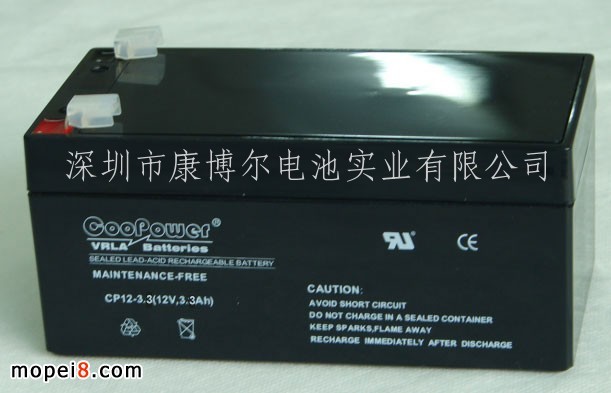 深圳市康博尔电池实业有限公司
CooPower®
VRLA Batteries
SEALED LEAD-ACID RECHARGEABLE BATTERY
MAINTENANCE-FREE
CP12-3.3(12V,3.3Ah)
CE
CAUTION:
AVOID SHORT CIRCUIT
DO NOT CHARGE IN A SEALED CONTAINER
KEEP SPARKS,FLAME AWAY
RECHARGE IMMEDIATELY AFTER DISCHARGE
Pb
mopei8.com